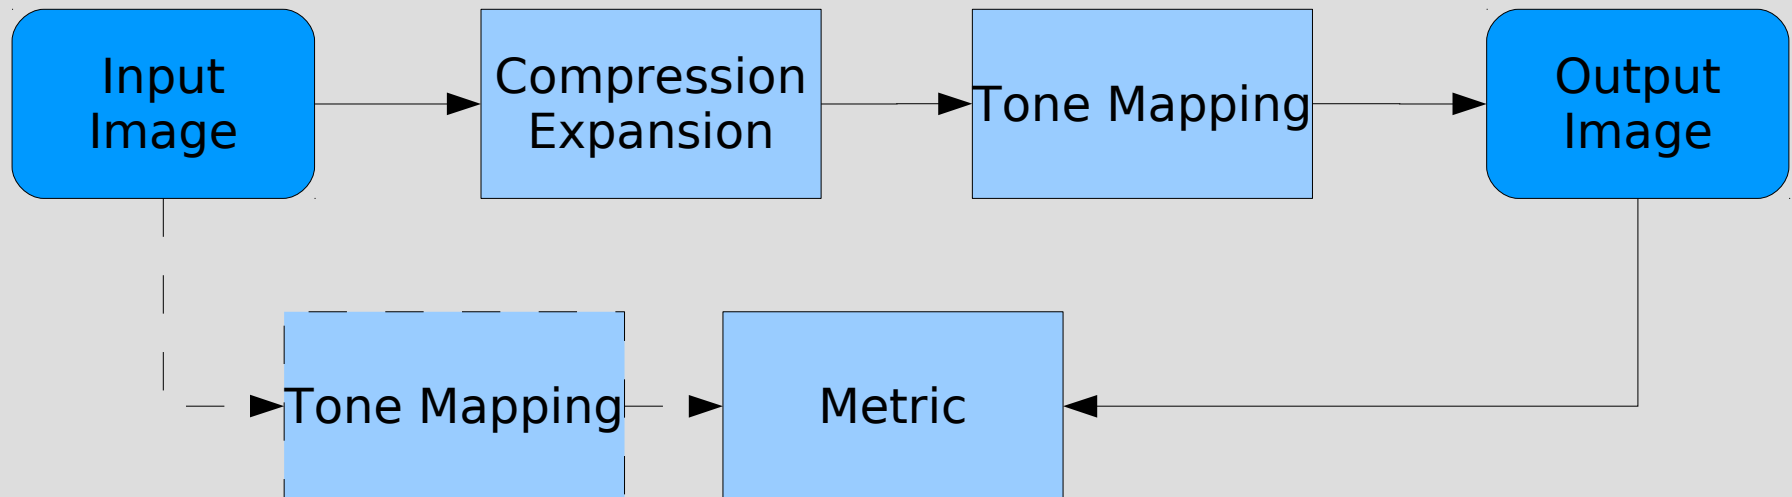 Input
Image
Compression
Expansion
Tone Mapping
Output
Image
Tone Mapping
Metric